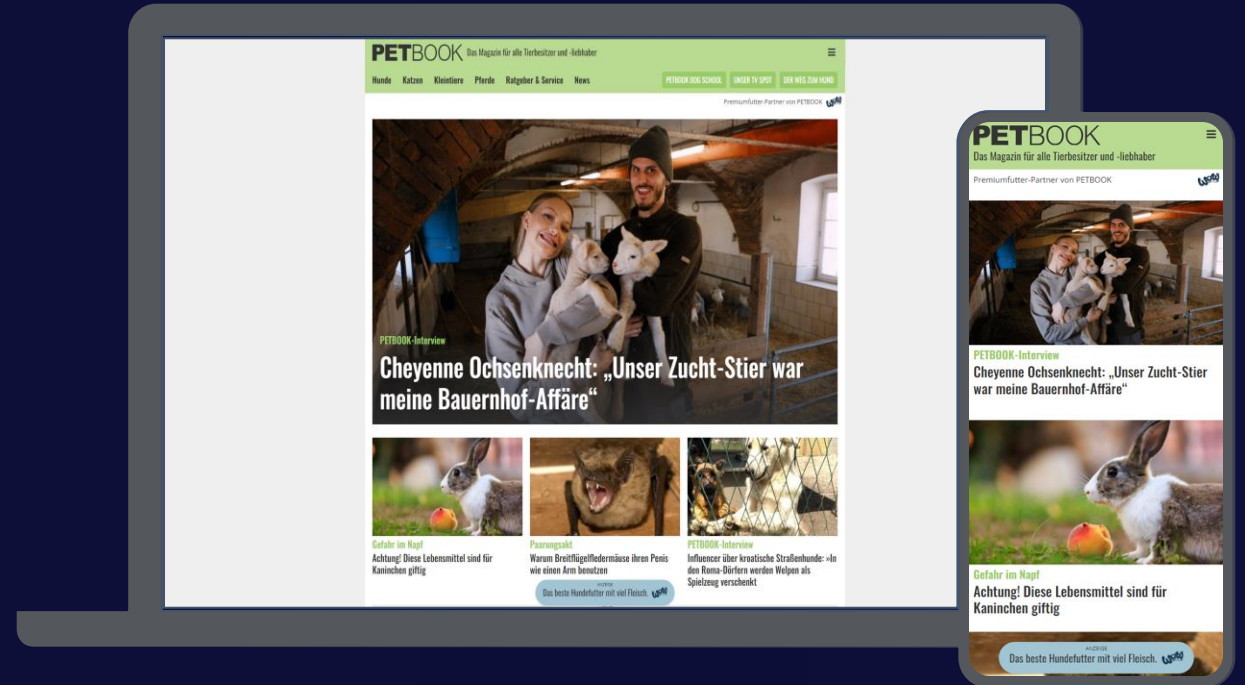 PETBOOK Das Magazin für alle Tierbesitzer und -liebhaber
Hunde Katzen Kleintiere Pferde Ratgeber & Service News PETBOOK DOG SCHOOL UNSER TV SPOT DER WEG ZUM HUND
Premiumfutter-Partner von PETBOOK
PETBOOK-Interview
Cheyenne Ochsenknecht: „Unser Zucht-Stier war
meine Bauernhof-Affäre“
Gefahr im Napf
Achtung! Diese Lebensmittel sind für
Kaninchen giftig
Paarungsakt
Warum Breitflügelfledermäuse ihren Penis
wie einen Arm benutzen
PETBOOK-Interview
Influencer über kroatische Straßenhunde: »In
den Roma-Dörfern werden Welpen als
Spielzeug verschenkt
ANZEIGE
Das beste Hundefutter mit viel Fleisch.
PETBOOK
Das Magazin für alle Tierbesitzer und -liebhaber
Premiumfutter-Partner von PETBOOK
PETBOOK-Interview
Cheyenne Ochsenknecht: „Unser Zucht-Stier
war meine Bauernhof-Affäre“
Gefahr im Napf
Achtung! Diese Lebensmittel sind für
Kaninchen giftig
ANZEIGE
Das beste Hundefutter mit viel Fleisch.